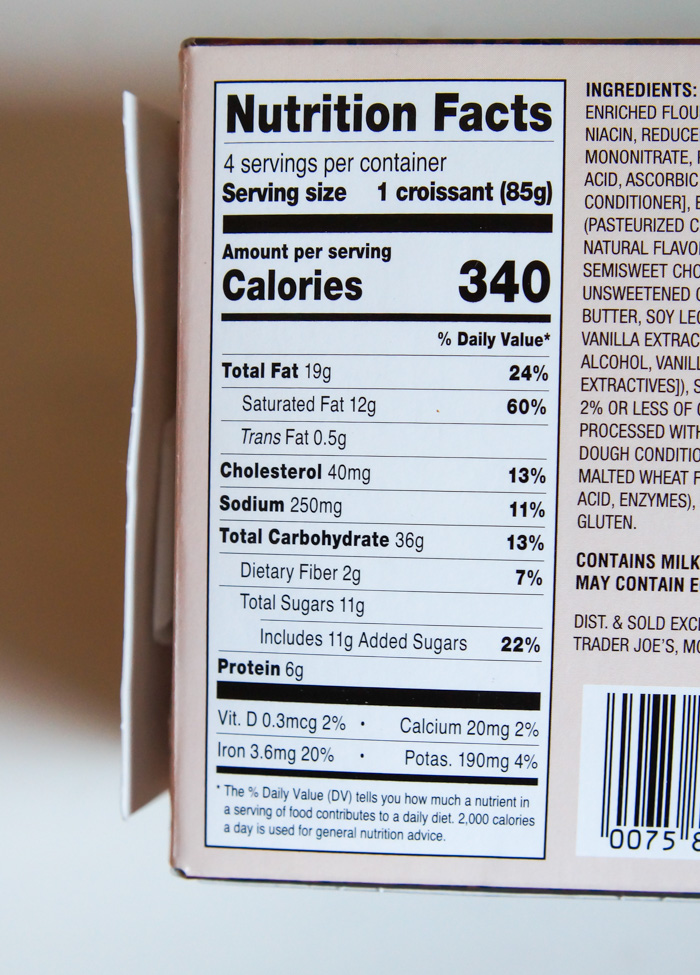 Nutrition Facts
4 servings per container
Serving size 1 croissant (85g)
Amount per serving
Calories 340
% Daily Value*
Total Fat 19g 24%
Saturated Fat 12g 60%
Trans Fat 0.5g
Cholesterol 40mg 13%
Sodium 250mg 11%
Total Carbohydrate 36g 13%
Dietary Fiber 2g 7%
Total Sugars 11g
Includes 11g Added Sugars 22%
Protein 6g
Vit. D 0.3mcg 2% • Calcium 20mg 2%
Iron 3.6mg 20% • Potas. 190mg 4%
* The % Daily Value (DV) tells you how much a nutrient in
a serving of food contributes to a daily diet. 2,000 calories
a day is used for general nutrition advice.
INGREDIENTS:
ENRICHED FLOU
NIACIN, REDUCE
MONONITRATE,
ACID, ASCORBIC
CONDITIONER],
(PASTEURIZED C
NATURAL FLAVO
SEMISWEET CHO
UNSWEETENED
BUTTER, SOY LEC
VANILLA EXTRAC
ALCOHOL, VANILL
EXTRACTIVES]), S
2% OR LESS OF
PROCESSED WITH
DOUGH CONDITIO
MALTED WHEAT F
ACID, ENZYMES),
GLUTEN.
CONTAINS MILK
MAY CONTAIN E
DIST. & SOLD EXCL
TRADER JOE'S, MO
0075